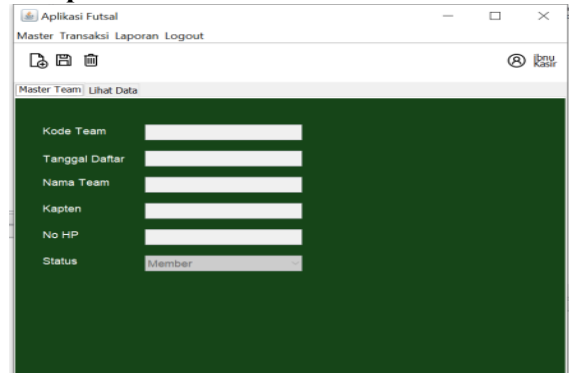 Aplikasi Futsal
Master Transaksi Laporan Logout
ibnu
Kasir
Master Team Lihat Data
Kode Team
Tanggal Daftar
Nama Team
Kapten
No HP
Status Member